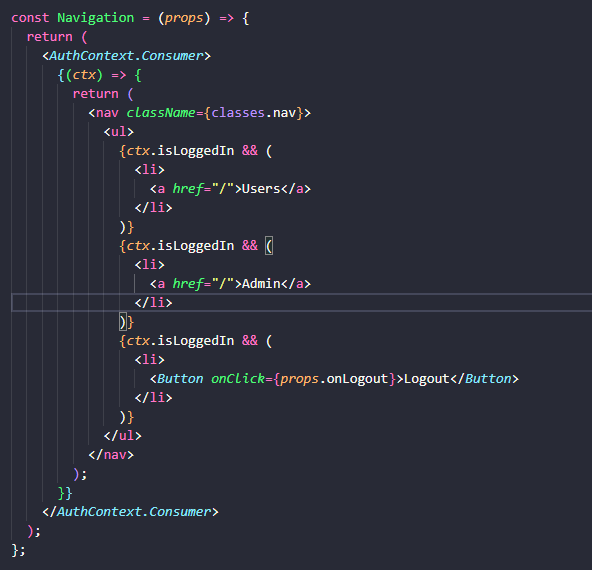 const Navigation = (props) => {
  return (
    <AuthContext.Consumer>
      {(ctx) => {
        return (
          <nav className={classes.nav}>
            <ul>
              {ctx.isLoggedIn && (
                <li>
                  <a href="/">Users</a>
                </li>
              )}
              {ctx.isLoggedIn && (
                <li>
                  <a href="/">Admin</a>
                </li>
              )}
              {ctx.isLoggedIn && (
                <li>
                  <Button onClick={props.onLogout}>Logout</Button>
                </li>
              )}
            </ul>
          </nav>
        );
      }}
    </AuthContext.Consumer>
  );
};